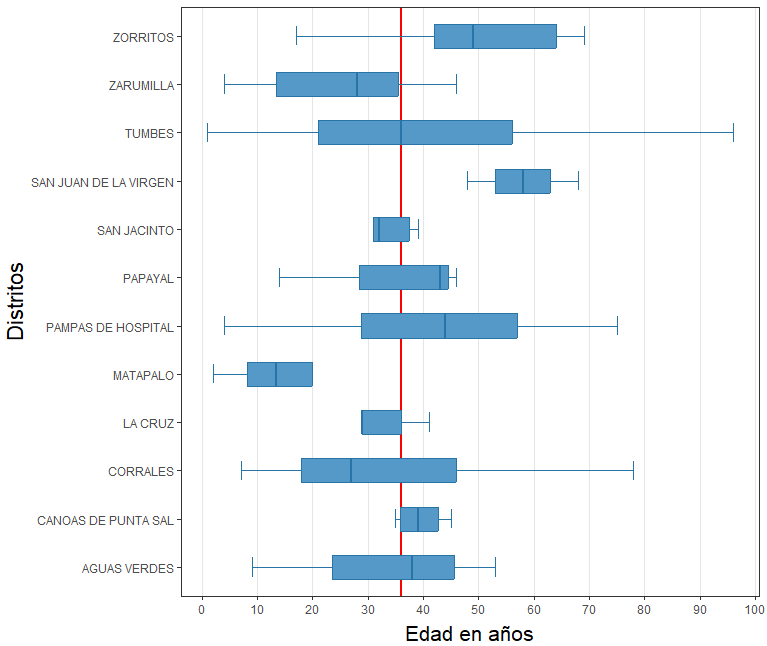 ZORRITOS
ZARUMILLA
TUMBES
SAN JUAN DE LA VIRGEN
SAN JACINTO
PAPAYAL
PAMPAS DE HOSPITAL
MATAPALO
LA CRUZ
CORRALES
CANOAS DE PUNTA SAL
AGUAS VERDES
Distritos
0 10 20 30 40 50 60 70 80 90 100
Edad en años